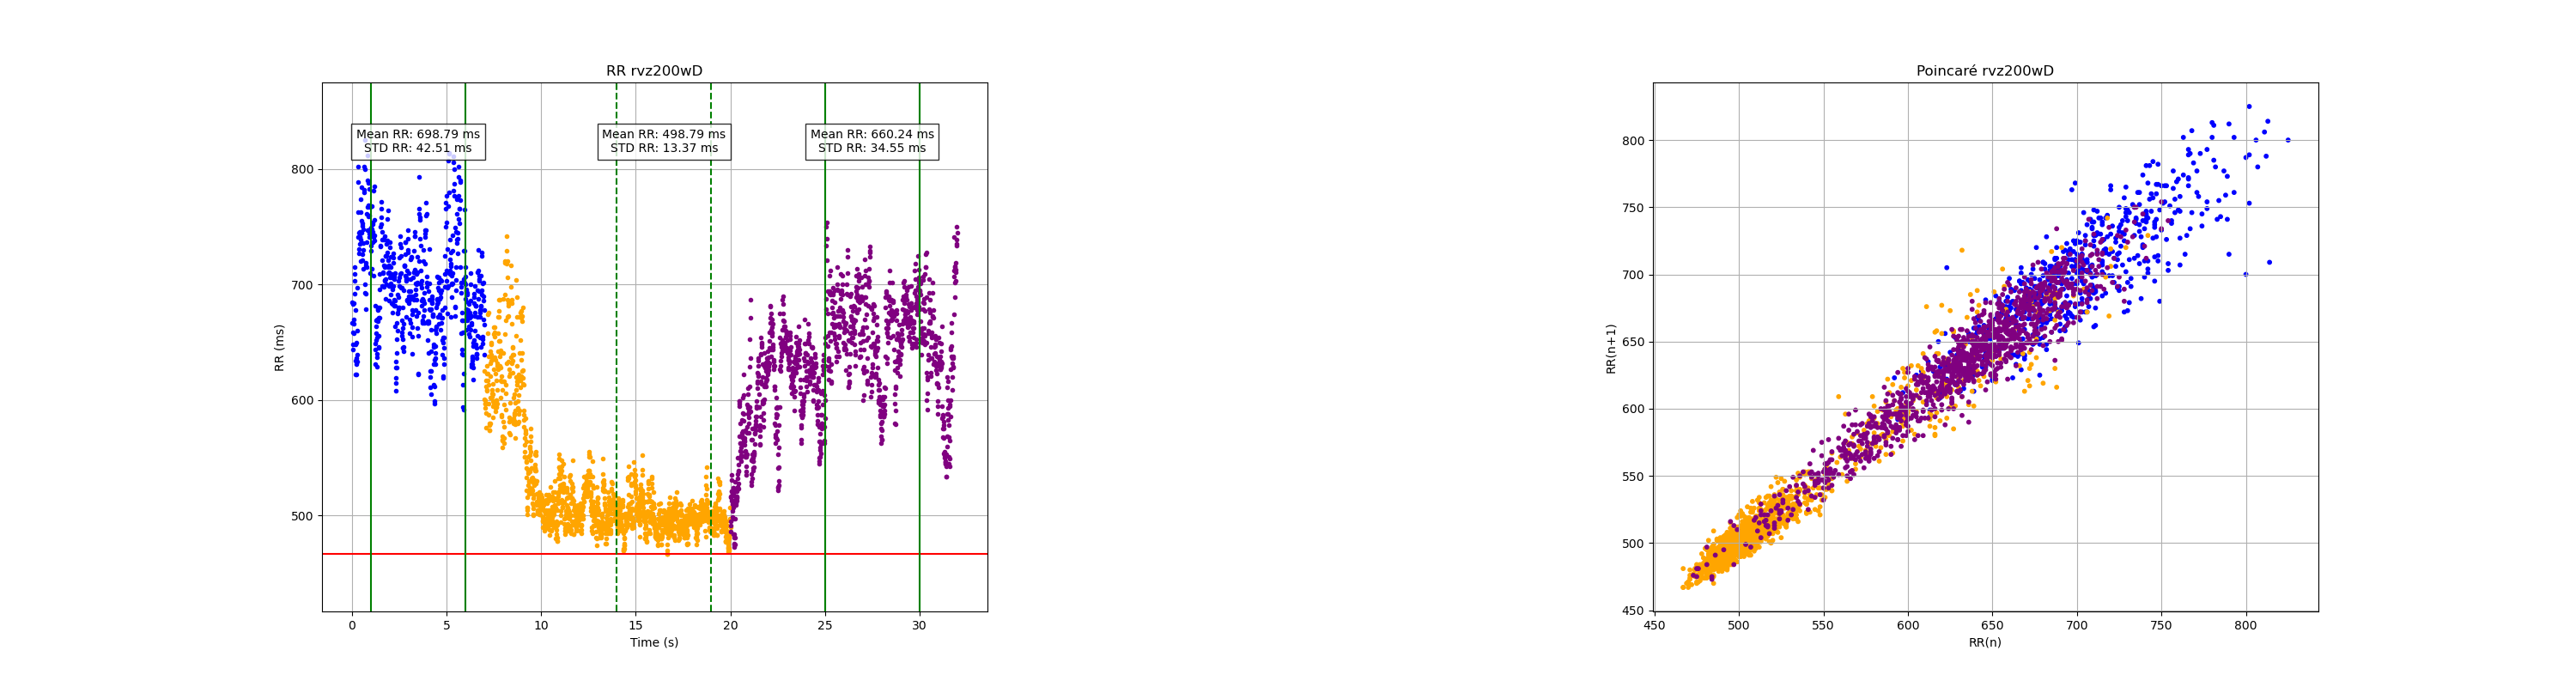 RR rvz200wD
Mean RR: 698.79 ms
STD RR: 42.51 ms
Mean RR: 498.79 ms
STD RR: 13.37 ms
Mean RR: 660.24 ms
STD RR: 34.55 ms
800
700
600
500
RR (ms)
0 5 10 15 20 25 30
Time (s)
Poincaré rvz200wD
800
750
700
650
600
550
500
450
RR(n+1)
450 500 550 600 650 700 750 800
RR(n)